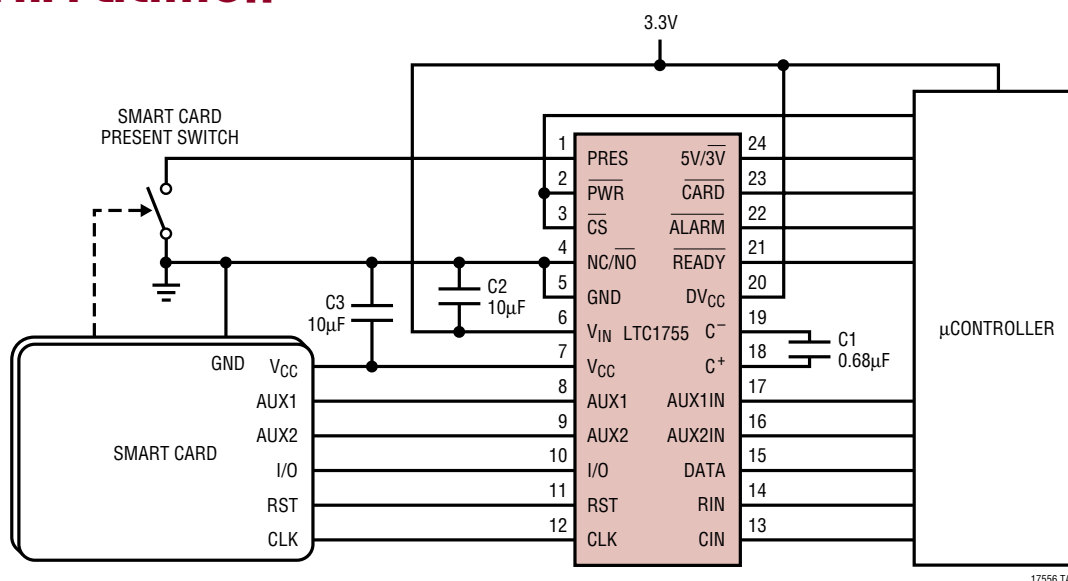 3.3V
SMART CARD
PRESENT SWITCH
1
PRES
5V/3V
24
2
PWR
CARD
23
3
CS
ALARM
22
4
NC/NO
READY
21
5
GND
DVCC
20
6
VIN
LTC1755
C–
19
7
VCC
C+
18
8
AUX1
AUX1IN
17
9
AUX2
AUX2IN
16
10
I/O
DATA
15
11
RST
RIN
14
12
CLK
CIN
13
C3
10µF
C2
10µF
C1
0.68µF
µCONTROLLER
GND
VCC
AUX1
AUX2
SMART CARD
I/O
RST
CLK